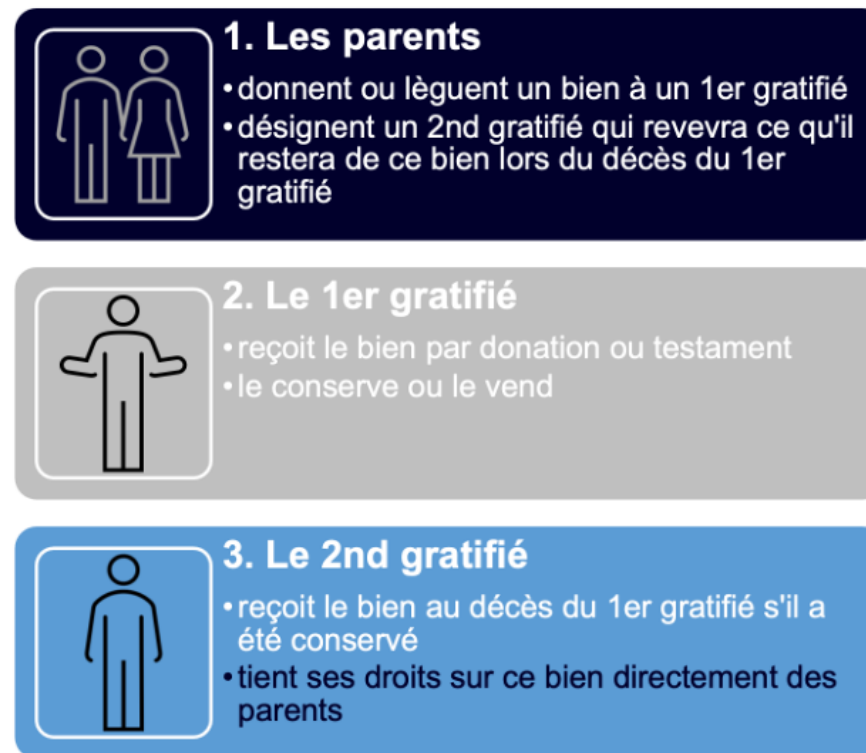 1. Les parents
•donnent ou lèguent un bien à un 1er gratifié
•désignent un 2nd gratifié qui revevra ce qu'il
restera de ce bien lors du décès du 1er
gratifié
2. Le 1er gratifié
•reçoit le bien par donation ou testament
•le conserve ou le vend
3. Le 2nd gratifié
•reçoit le bien au décès du 1er gratifié s'il a
été conservé
•tient ses droits sur ce bien directement des
parents